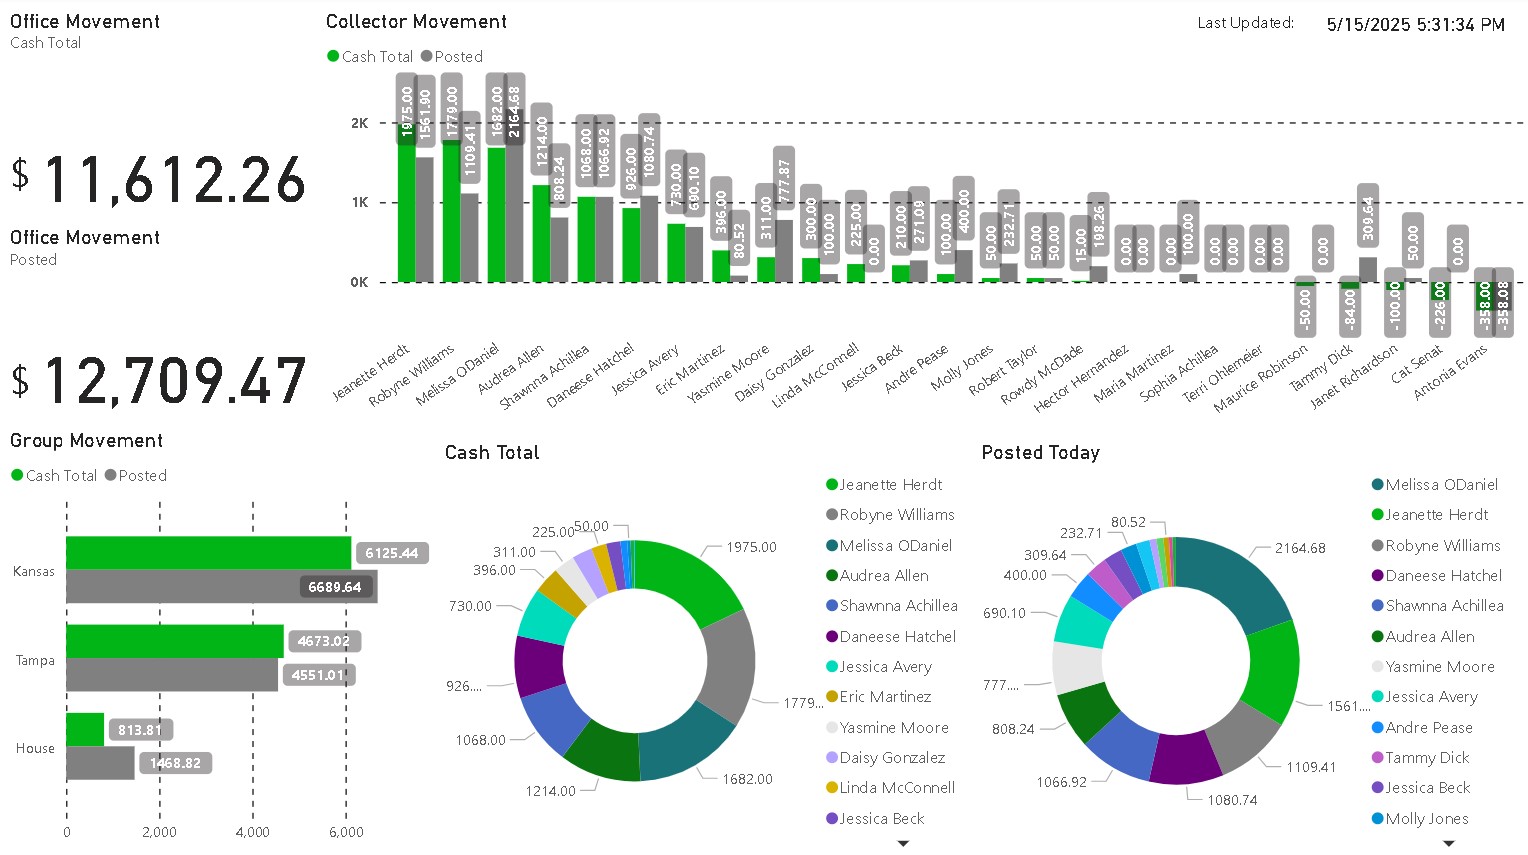 Office Movement
Cash Total
$ 11,612.26
Office Movement
Posted
$ 12,709.47
Collector Movement
Last Updated: 5/15/2025 5:31:34 PM
Cash Total Posted
2K
1K
0K
1975.00 1561.90 1779.00 1109.41 1682.00 2164.68 1214.00 808.24 1068.00 1066.92 926.00 1080.74 730.00 690.10 396.00 80.52 311.00 777.87 300.00 100.00 225.00 0.00 210.00 271.09 100.00 400.00 50.00 232.71 50.00 50.00 15.00 198.26 0.00 0.00 0.00 100.00 0.00 0.00 0.00 0.00 -50.00 0.00 -84.00 309.64 -100.00 50.00 -226.00 0.00 -358.00 -358.08
Jeanette Herdt
Robyne Williams
Melissa ODaniel
Audrea Allen
Shawnna Achillea
Daneese Hatchel
Jessica Avery
Eric Martinez
Yasmine Moore
Daisy Gonzalez
Linda McConnell
Jessica Beck
Andre Pease
Molly Jones
Robert Taylor
Rowdy McDade
Hector Hernandez
Maria Martinez
Sophia Achillea
Terri Ohlemeier
Maurice Robinson
Tammy Dick
Janet Richardson
Cat Senat
Antonia Evans
Group Movement
Cash Total Posted
Kansas
6125.44
6689.64
Tampa
4673.02
4551.01
House
813.81
1468.82
0 2,000 4,000 6,000
Cash Total
1975.00
1779...
1682.00
1214.00
1068.00
926....
730.00
396.00
311.00
225.00
50.00
Jeanette Herdt
Robyne Williams
Melissa ODaniel
Audrea Allen
Shawnna Achillea
Daneese Hatchel
Jessica Avery
Eric Martinez
Yasmine Moore
Daisy Gonzalez
Linda McConnell
Jessica Beck
Posted Today
2164.68
1561....
1109.41
1080.74
1066.92
808.24
777....
690.10
400.00
309.64
232.71
80.52
Melissa ODaniel
Jeanette Herdt
Robyne Williams
Daneese Hatchel
Shawnna Achillea
Audrea Allen
Yasmine Moore
Jessica Avery
Andre Pease
Tammy Dick
Jessica Beck
Molly Jones